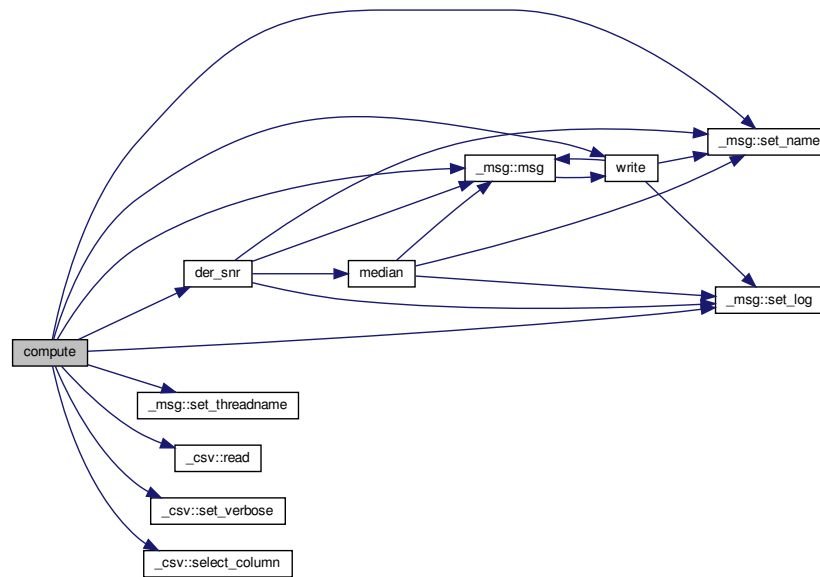 _msg::set_name
_msg::msg
write
der_snr
median
_msg::set_log
compute
_msg::set_threadname
_csv::read
_csv::set_verbose
_csv::select_column